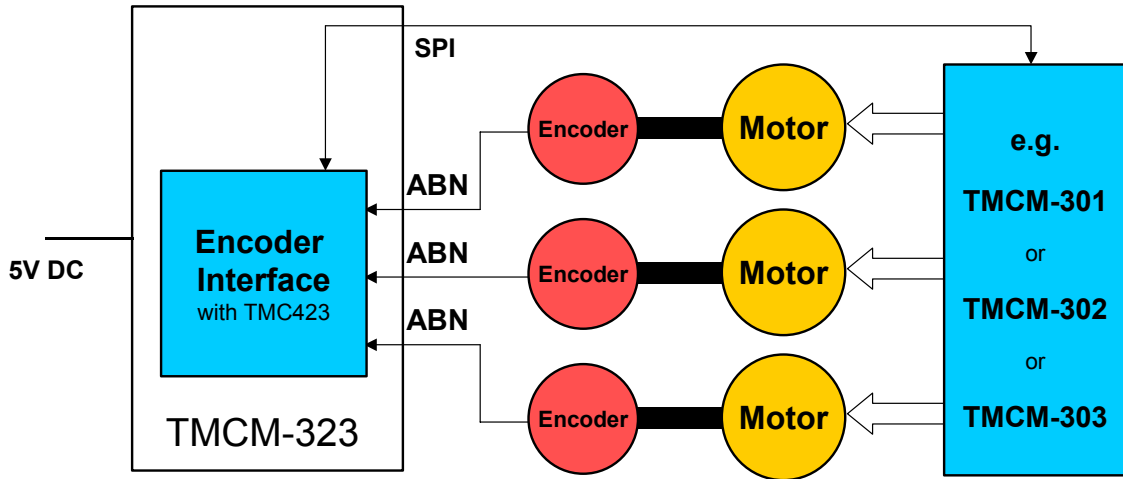 SPI
Encoder
Motor
e.g.
TMCM-301
or
TMCM-302
or
TMCM-303
ABN
Encoder
Interface
with TMC423
5V DC
ABN
Encoder
Motor
ABN
Encoder
Motor
TMCM-323